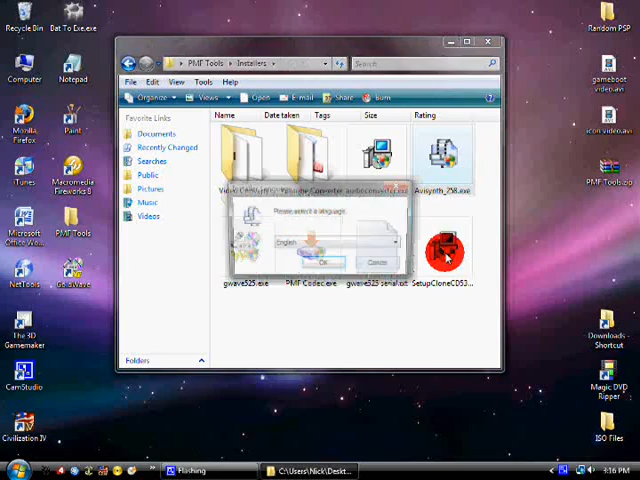 Recycle Bin
Dat To Exe.exe
Random PSP
PMF Tools
Installers
Search
File Edit View Tools Help
Computer
Notepad
gameboot video.avi
Organize
Views
Open
E-mail
Share
Burn
Favorite Links
Name Date taken Tags Size Rating
Documents
Recently Changed
Searches
Public
Pictures
Music
Videos
Mozilla Firefox
Paint
icon video.avi
Avisynth_258.exe
iTunes
Macromedia Fireworks 8
PMF Tools.zip
Please select a language.
English
OK
Cancel
Microsoft Office Wo...
PMF Tools
gwave525.exe
PMF Codec.exe
gwave523 serial.txt
SetupCloneCD53...
NetTools
GoldWave
The 3D Gamemaker
Downloads - Shortcut
Folders
CamStudio
Magic DVD Ripper
Civilization IV
ISO Files
Flashing
C:\Users\Nick\Deskt...
3:16 PM